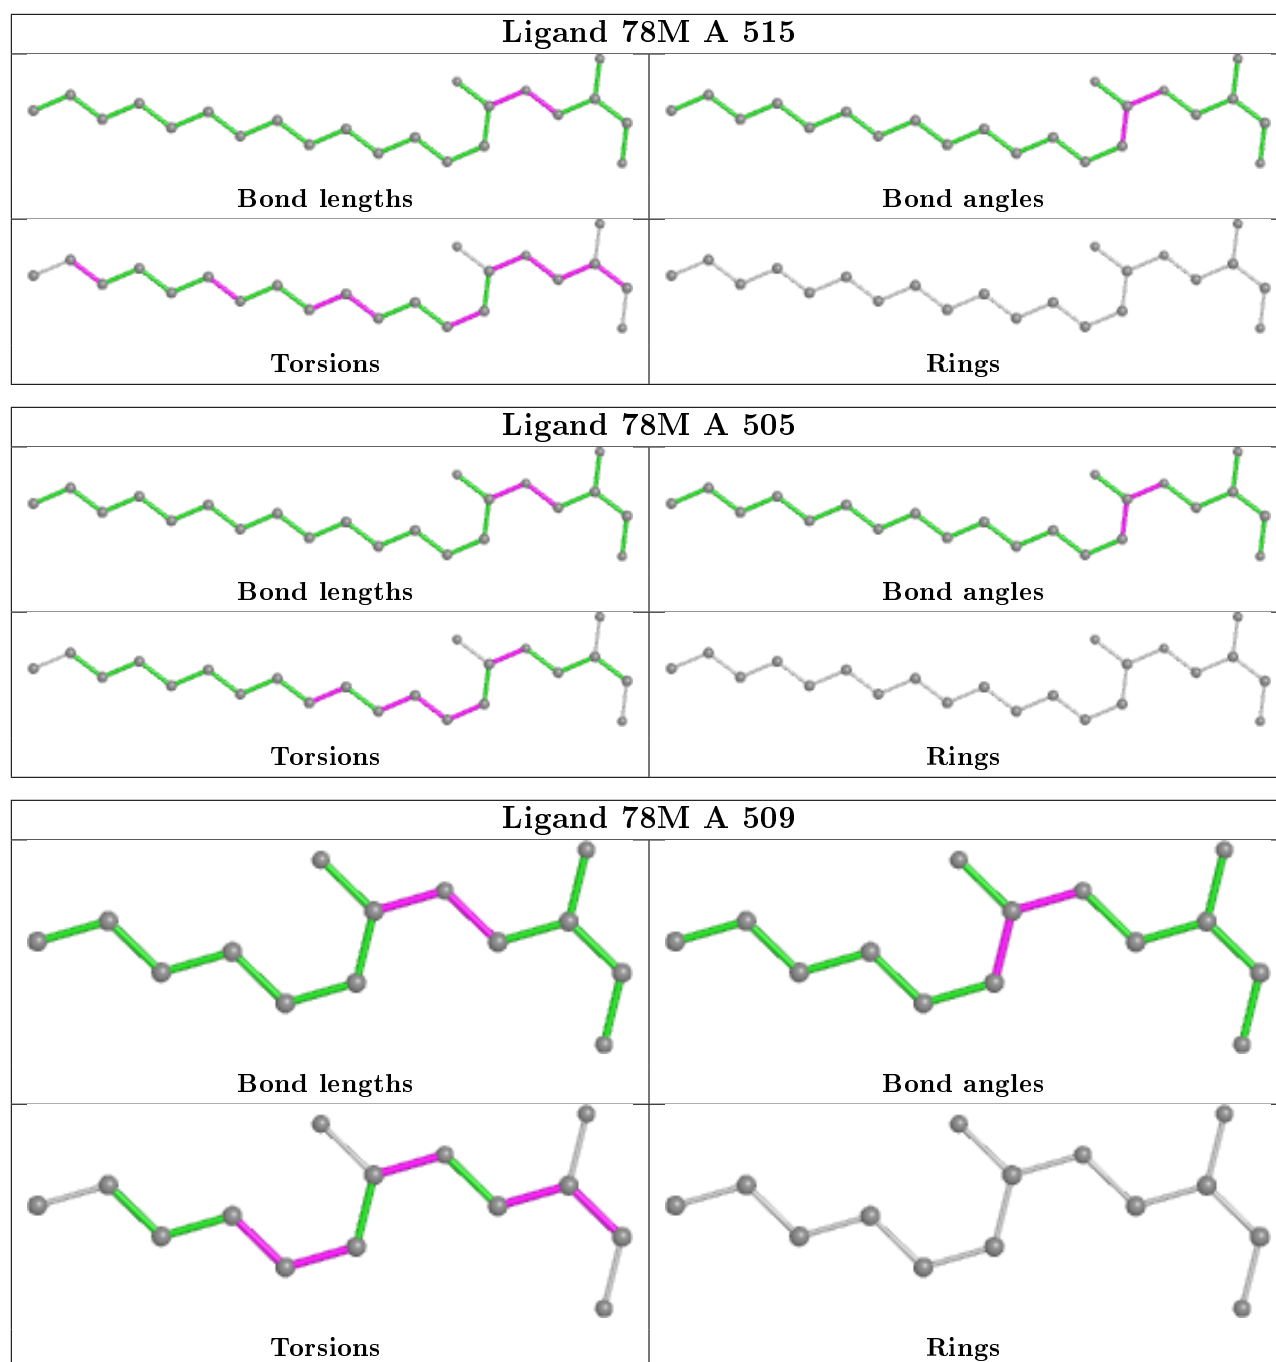 Ligand 78M A 515
Bond lengths
Bond angles
Torsions
Rings
Ligand 78M A 505
Bond lengths
Bond angles
Torsions
Rings
Ligand 78M A 509
Bond lengths
Bond angles
Torsions
Rings